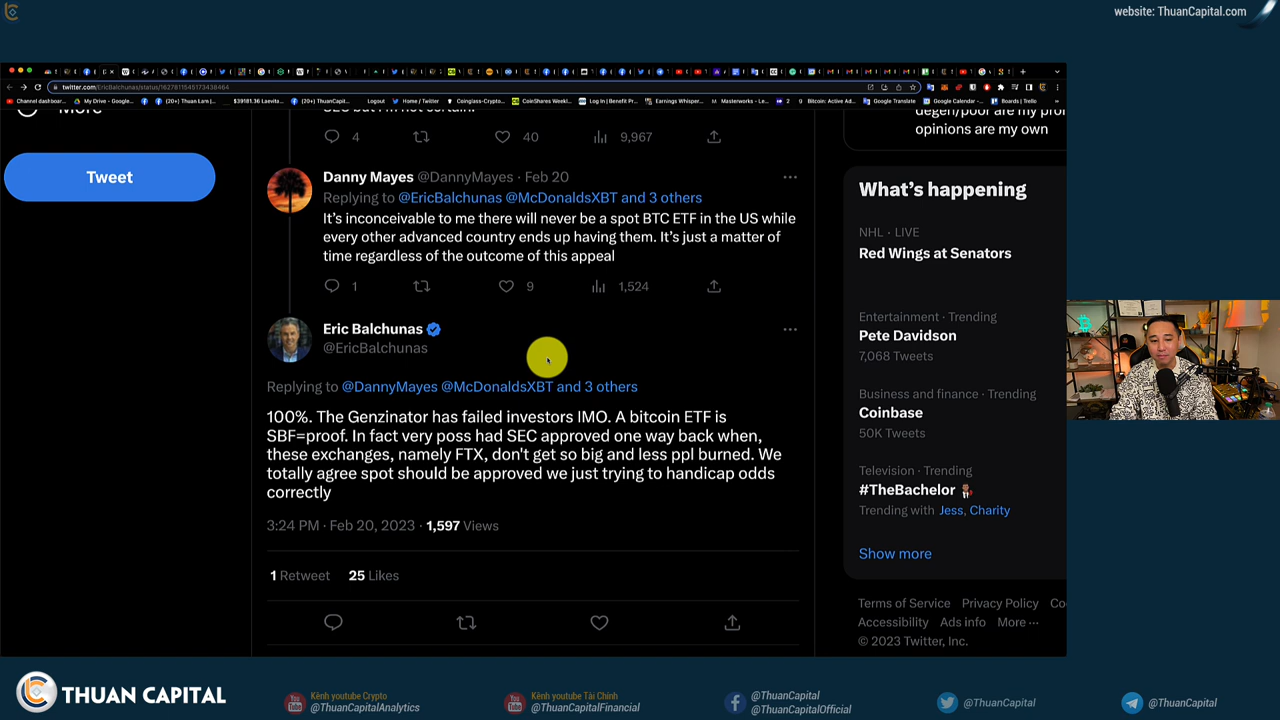 website: ThuanCapital.com
twitter.com/EricBalchunas/status/1627811545173438464
Channel dashboard...
My Drive - Google...
(20+) Thuan Lam |...
$39181.36 Laevita...
(20+) ThuanCapit...
Logout
Home / Twitter
Coinglass-Crypto...
CoinShares Weekl...
Log In | Benefit Pr...
Earnings Whisper...
Masterworks - Le...
2
Bitcoin: Active Ad...
Google Translate
Google Calendar -...
Boards | Trello
More
SEC but I'm not certain.
4
40
9,967
Tweet
Danny Mayes @DannyMayes · Feb 20
Replying to @EricBalchunas @McDonaldsXBT and 3 others
It's inconceivable to me there will never be a spot BTC ETF in the US while
every other advanced country ends up having them. It's just a matter of
time regardless of the outcome of this appeal
1
9
1,524
Eric Balchunas
@EricBalchunas
Replying to @DannyMayes @McDonaldsXBT and 3 others
100%. The Genzinator has failed investors IMO. A bitcoin ETF is
SBF=proof. In fact very poss had SEC approved one way back when,
these exchanges, namely FTX, don't get so big and less ppl burned. We
totally agree spot should be approved we just trying to handicap odds
correctly
3:24 PM · Feb 20, 2023 · 1,597 Views
1 Retweet 25 Likes
degen/poor are my
opinions are my own
What's happening
NHL · LIVE
Red Wings at Senators
Entertainment · Trending
Pete Davidson
7,068 Tweets
Business and finance · Trending
Coinbase
50K Tweets
Television · Trending
#TheBachelor
Trending with Jess, Charity
Show more
Terms of Service Privacy Policy Co
Accessibility Ads info More ···
© 2023 Twitter, Inc.
THUAN CAPITAL
Kênh youtube Crypto
@ThuanCapitalAnalytics
Kênh youtube Tài Chính
@ThuanCapitalFinancial
@ThuanCapital
@ThuanCapitalOfficial
@ThuanCapital
@ThuanCapital